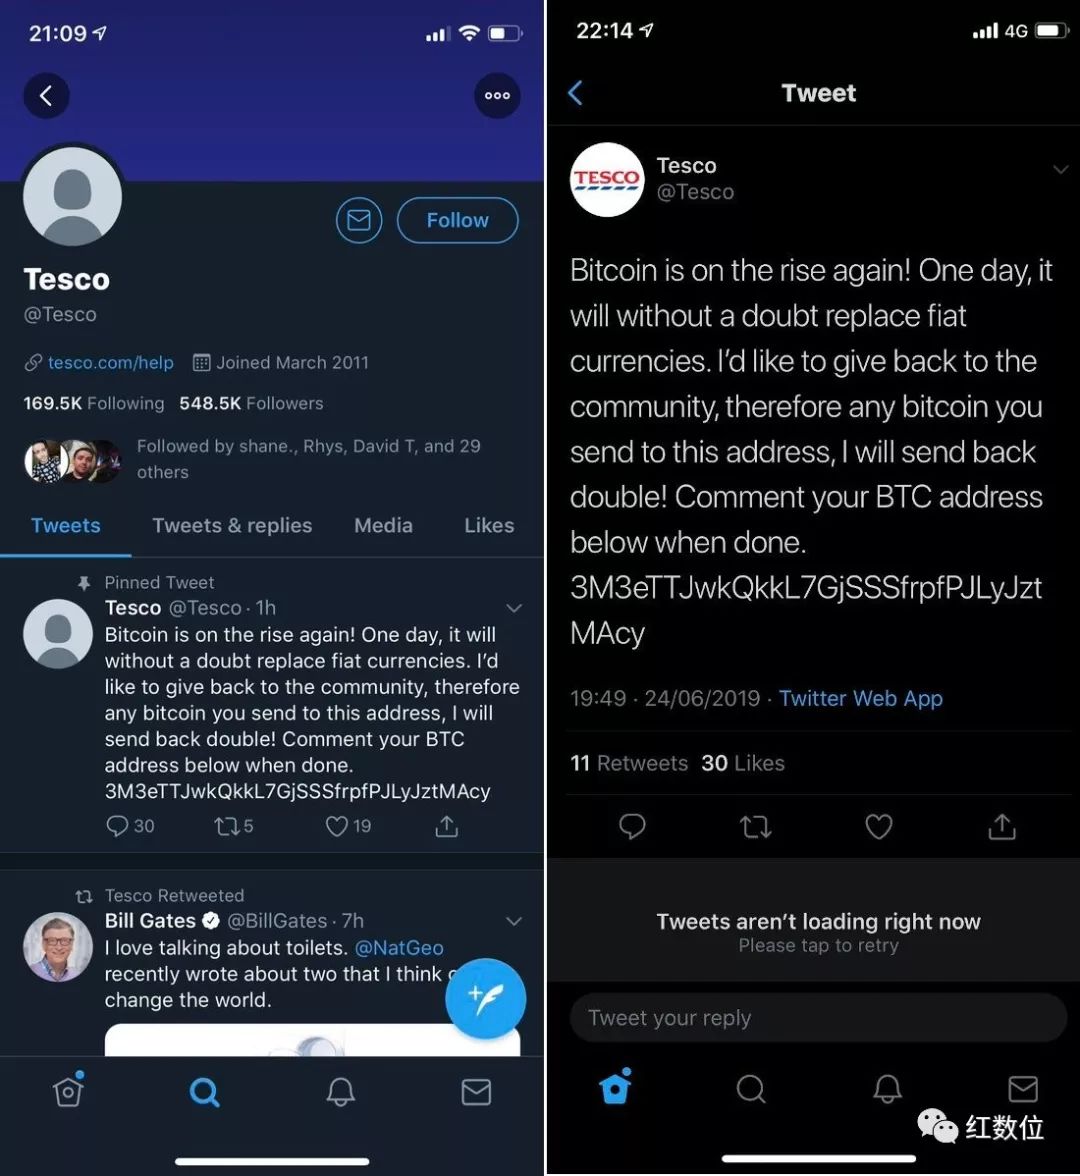 21:09
Follow
Tesco
@Tesco
tesco.com/help Joined March 2011
169.5K Following 548.5K Followers
Followed by shane., Rhys, David T, and 29
others
Tweets Tweets & replies Media Likes
Pinned Tweet
Tesco @Tesco · 1h
Bitcoin is on the rise again! One day, it will
without a doubt replace fiat currencies. I’d
like to give back to the community, therefore
any bitcoin you send to this address, I will
send back double! Comment your BTC
address below when done.
3M3eTTJwkQkkL7GjSSSfrpfPJLyJztMAcy
30 5 19
Tesco Retweeted
Bill Gates @BillGates · 7h
I love talking about toilets. @NatGeo
recently wrote about two that I think
change the world.
22:14 4G
Tweet
TESCO
Tesco
@Tesco
Bitcoin is on the rise again! One day, it
will without a doubt replace fiat
currencies. I’d like to give back to the
community, therefore any bitcoin you
send to this address, I will send back
double! Comment your BTC address
below when done.
3M3eTTJwkQkkL7GjSSSfrpfPJLyJzt
MAcy
19:49 · 24/06/2019 · Twitter Web App
11 Retweets 30 Likes
Tweets aren’t loading right now
Please tap to retry
Tweet your reply
红数位